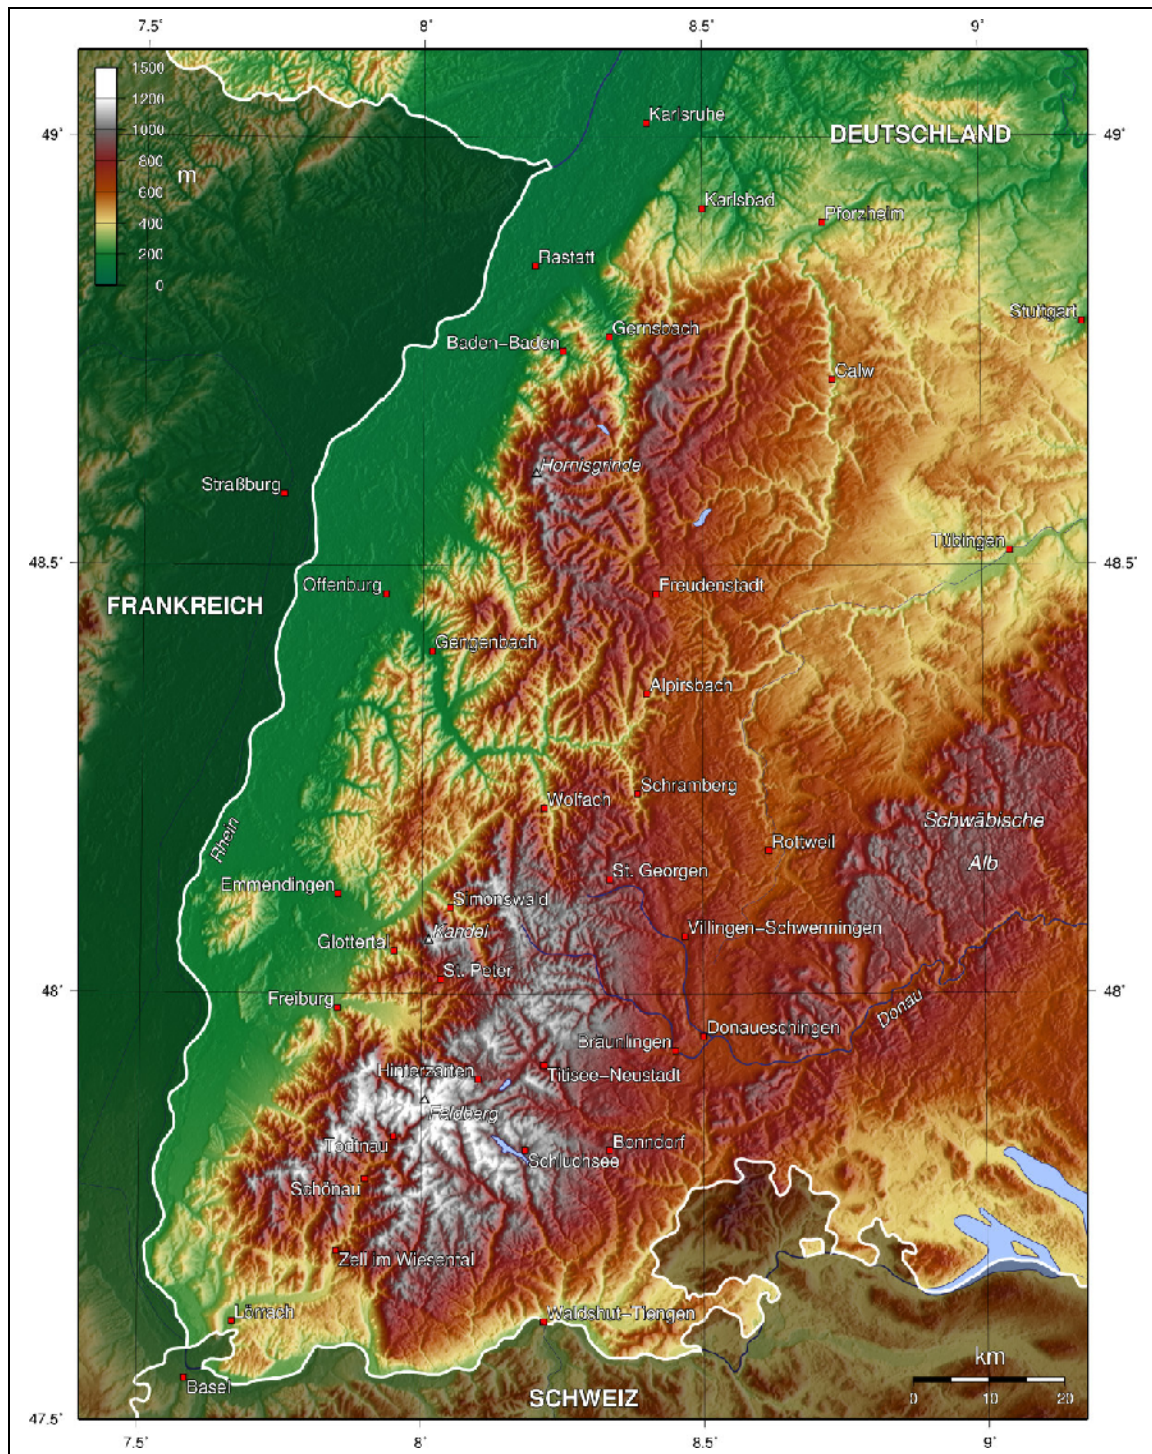 7.5°
8°
8.5°
9°
1500
1200
1000
800
600
400
200
0
m
49°
49°
Karlsruhe
DEUTSCHLAND
Karlsbad
Pforzheim
Rastatt
Stuttgart
Gernsbach
Baden-Baden
Calw
Hornisgrinde
Straßburg
Tübingen
48.5°
48.5°
Offenburg
Freudenstadt
FRANKREICH
Gengenbach
Alpirsbach
Schramberg
Wolfach
Schwäbische
Alb
Rhein
Rottweil
St. Georgen
Emmendingen
Simonswald
Kandel
Villingen-Schwenningen
Glottertal
St. Peter
48°
48°
Freiburg
Donau
Donaueschingen
Bräunlingen
Hinterzarten
Titisee-Neustadt
Feldberg
Todtnau
Bonndorf
Schluchsee
Schönau
Zell im Wiesental
Lörrach
Waldshut-Tiengen
km
0
10
20
Basel
SCHWEIZ
47.5°
47.5°
7.5°
8°
8.5°
9°